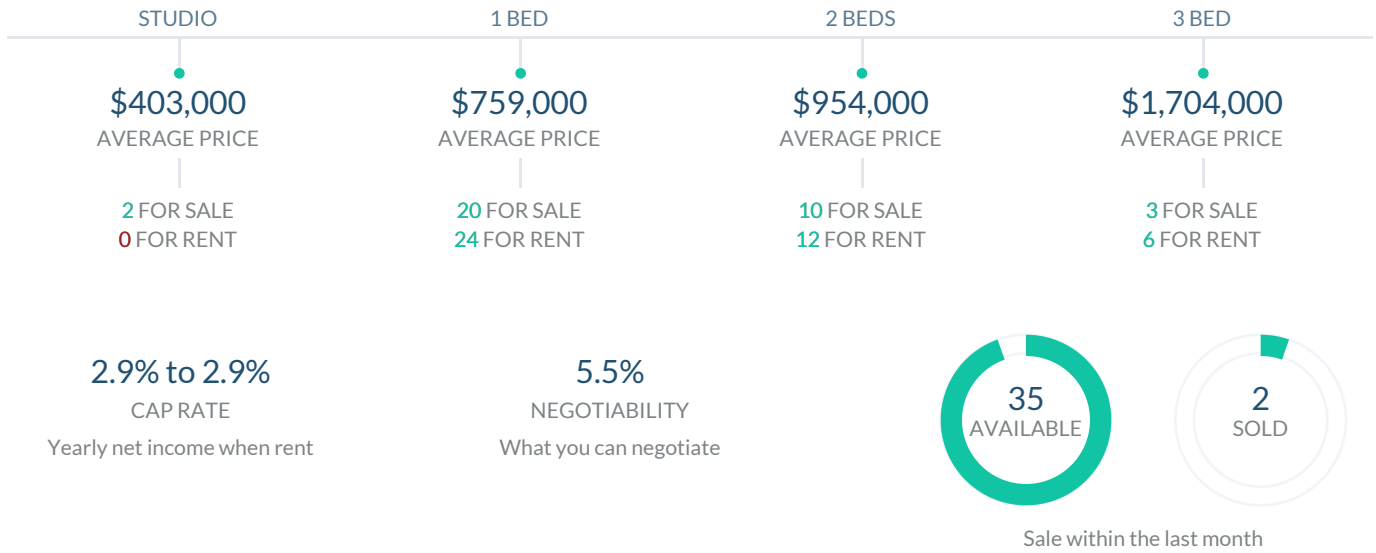 STUDIO
1 BED
2 BEDS
3 BED
$403,000
AVERAGE PRICE
$759,000
AVERAGE PRICE
$954,000
AVERAGE PRICE
$1,704,000
AVERAGE PRICE
2 FOR SALE
0 FOR RENT
20 FOR SALE
24 FOR RENT
10 FOR SALE
12 FOR RENT
3 FOR SALE
6 FOR RENT
2.9% to 2.9%
CAP RATE
Yearly net income when rent
5.5%
NEGOTIABILITY
What you can negotiate
35
AVAILABLE
2
SOLD
Sale within the last month